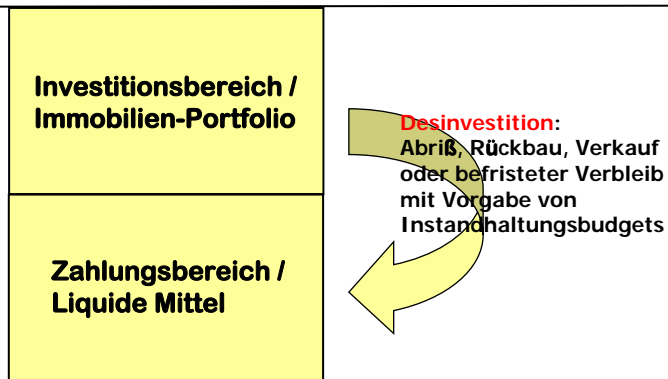 Investitionsbereich /
Immobilien-Portfolio
Desinvestition:
Abriß, Rückbau, Verkauf
oder befristeter Verbleib
mit Vorgabe von
Instandhaltungsbudgets
Zahlungsbereich /
Liquide Mittel